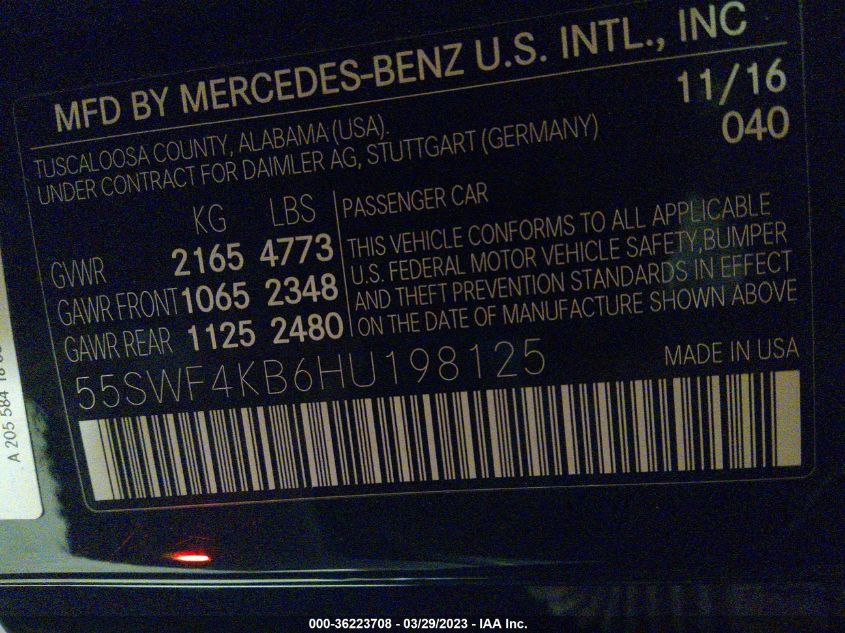 MFD BY MERCEDES-BENZ U.S. INTL., INC
11/16
TUSCALOOSA COUNTY, ALABAMA (USA).
040
UNDER CONTRACT FOR DAIMLER AG, STUTTGART (GERMANY)
KG LBS
GVWR 2165 4773
GAWR FRONT 1065 2348
GAWR REAR 1125 2480
PASSENGER CAR
THIS VEHICLE CONFORMS TO ALL APPLICABLE
U.S. FEDERAL MOTOR VEHICLE SAFETY,BUMPER
AND THEFT PREVENTION STANDARDS IN EFFECT
ON THE DATE OF MANUFACTURE SHOWN ABOVE
55SWF4KB6HU198125
MADE IN USA
A 205 584
000-36223708 - 03/29/2023 - IAA Inc.